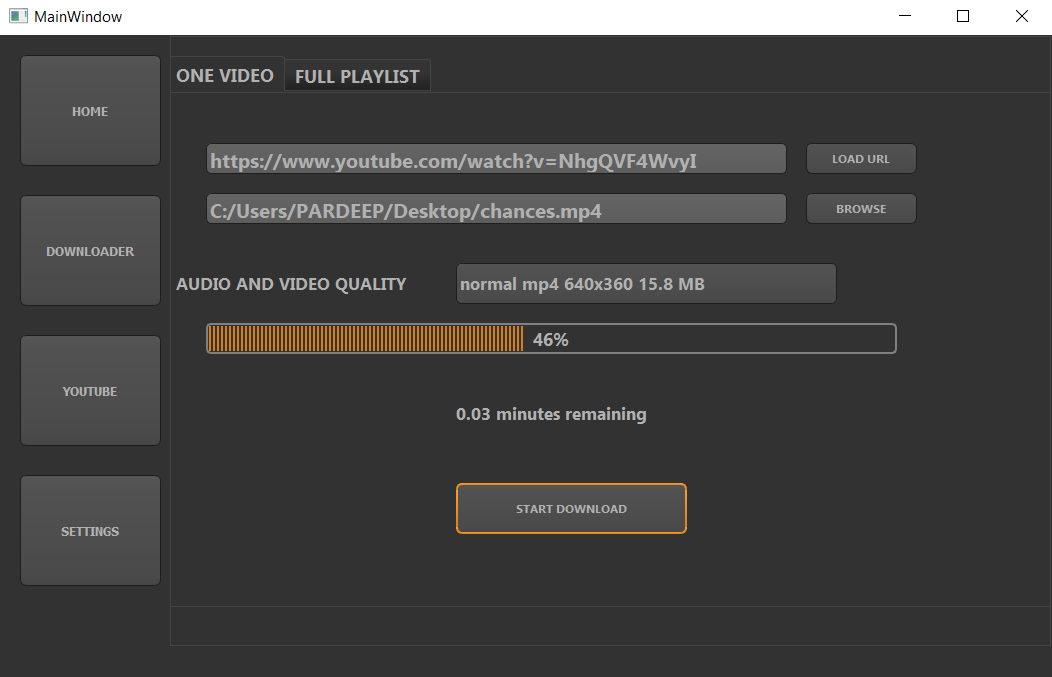 MainWindow
HOME
DOWNLOADER
YOUTUBE
SETTINGS
ONE VIDEO
FULL PLAYLIST
https://www.youtube.com/watch?v=NhgQVF4WvyI
LOAD URL
C:/Users/PARDEEP/Desktop/chances.mp4
BROWSE
AUDIO AND VIDEO QUALITY
normal mp4 640x360 15.8 MB
46%
0.03 minutes remaining
START DOWNLOAD